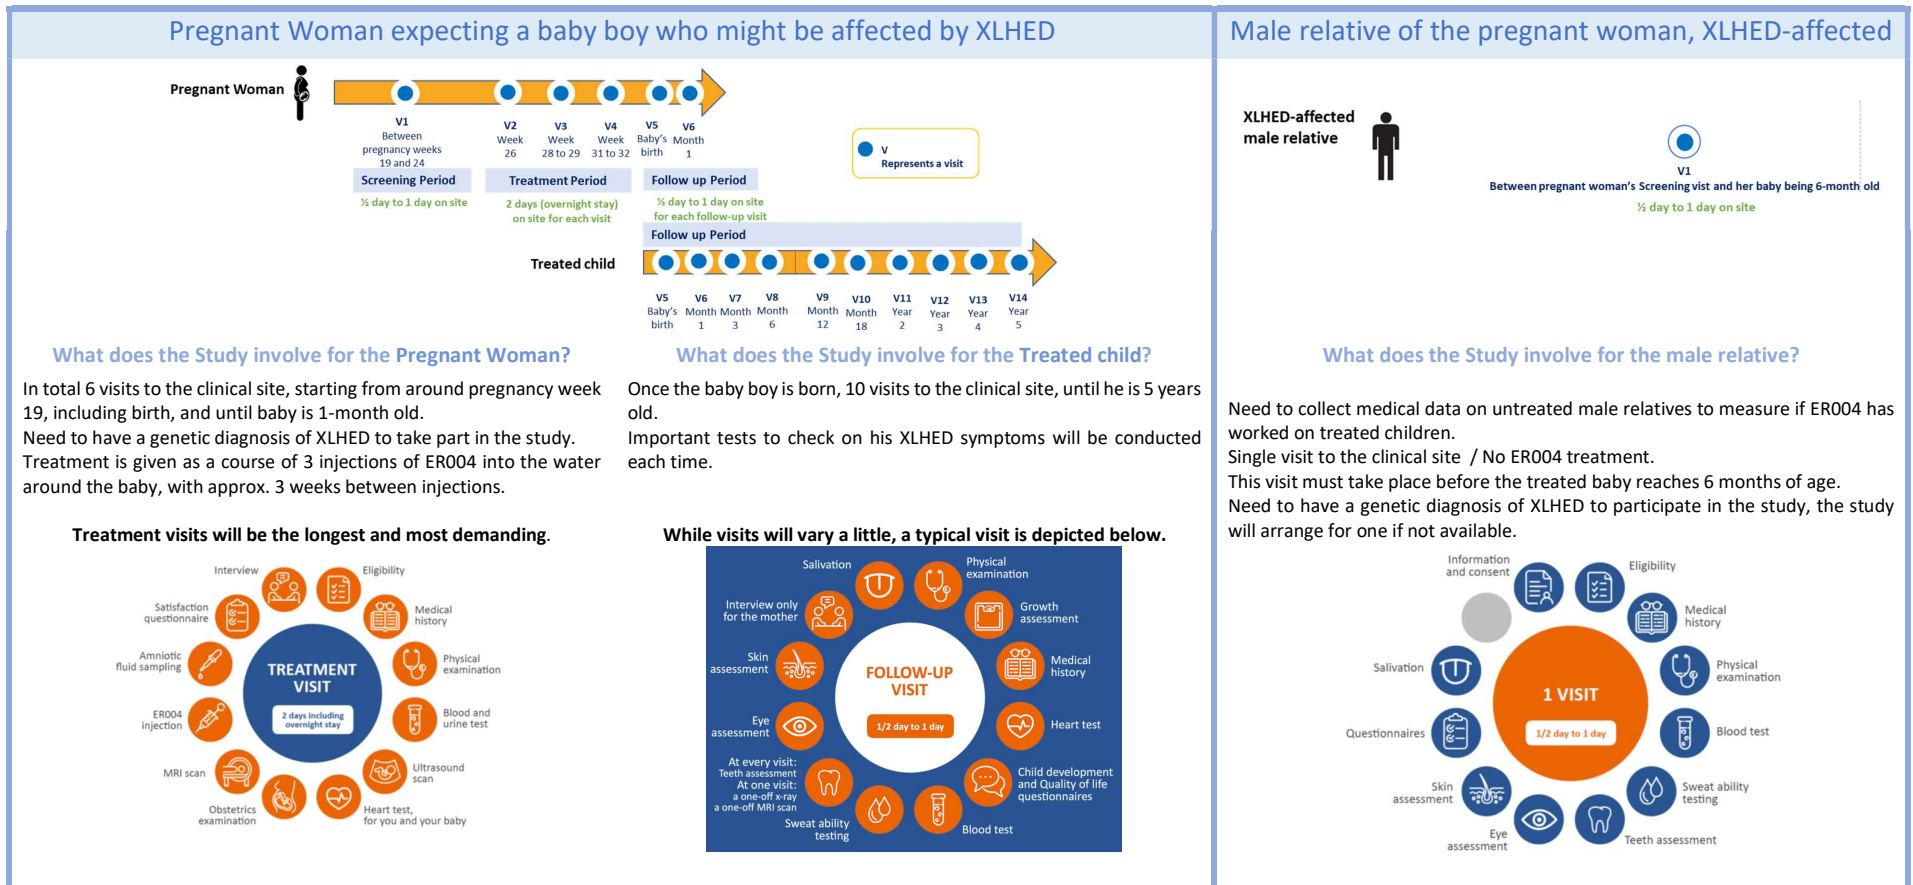 Pregnant Woman expecting a baby boy who might be affected by XLHED
Pregnant Woman
V1
Between
pregnancy weeks
19 and 24
V2
Week
26
V3
Week
28 to 29
V4
Week
31 to 32
V5
Baby's
birth
V6
Month
1
Screening Period
½ day to 1 day on site
Treatment Period
2 days (overnight stay)
on site for each visit
Follow up Period
½ day to 1 day on site
for each follow-up visit
V
Represents a visit
Follow up Period
Treated child
V5
Baby's
birth
V6
Month
1
V7
Month
3
V8
Month
6
V9
Month
12
V10
Month
18
V11
Year
2
V12
Year
3
V13
Year
4
V14
Year
5
What does the Study involve for the Pregnant Woman?
In total 6 visits to the clinical site, starting from around pregnancy week
19, including birth, and until baby is 1-month old.
Need to have a genetic diagnosis of XLHED to take part in the study.
Treatment is given as a course of 3 injections of ER004 into the water
around the baby, with approx. 3 weeks between injections.
Treatment visits will be the longest and most demanding.
Interview
Eligibility
Satisfaction
questionnaire
Medical
history
Amniotic
fluid sampling
Physical
examination
TREATMENT
VISIT
2 days including
overnight stay
ER004
injection
Blood and
urine test
MRI scan
Ultrasound
scan
Obstetrics
examination
Heart test,
for you and your baby
What does the Study involve for the Treated child?
Once the baby boy is born, 10 visits to the clinical site, until he is 5 years
old.
Important tests to check on his XLHED symptoms will be conducted
each time.
While visits will vary a little, a typical visit is depicted below.
Salivation
Physical
examination
Interview only
for the mother
Growth
assessment
Skin
assessment
Medical
history
FOLLOW-UP
VISIT
1/2 day to 1 day
Eye
assessment
Heart test
At every visit:
Teeth assessment
At one visit:
a one-off x-ray
a one-off MRI scan
Child development
and Quality of life
questionnaires
Sweat ability
testing
Blood test
Male relative of the pregnant woman, XLHED-affected
XLHED-affected
male relative
V1
Between pregnant woman's Screening vist and her baby being 6-month old
½ day to 1 day on site
What does the Study involve for the male relative?
Need to collect medical data on untreated male relatives to measure if ER004 has
worked on treated children.
Single visit to the clinical site / No ER004 treatment.
This visit must take place before the treated baby reaches 6 months of age.
Need to have a genetic diagnosis of XLHED to participate in the study, the study
will arrange for one if not available.
Information
and consent
Eligibility
Medical
history
Salivation
Physical
examination
1 VISIT
1/2 day to 1 day
Questionnaires
Blood test
Skin
assessment
Sweat ability
testing
Eye
assessment
Teeth assessment